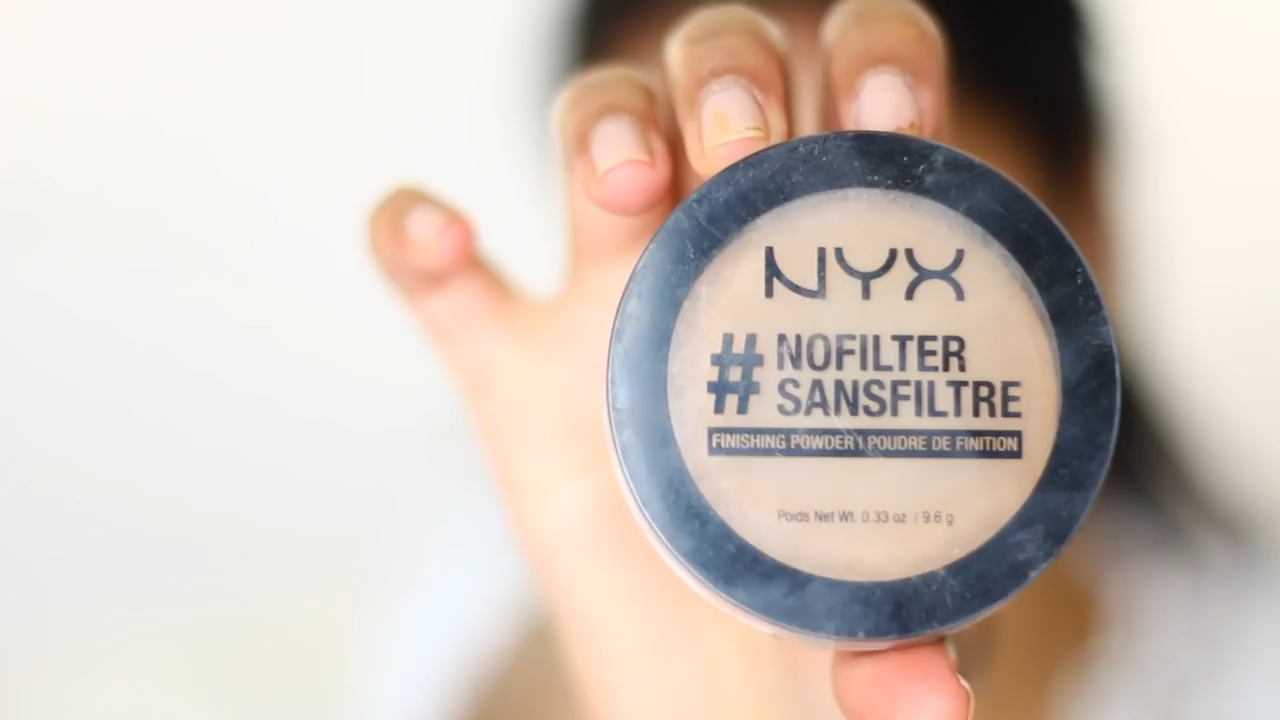 NYX
# NOFILTER
SANSFILTRE
FINISHING POWDER | POUDRE DE FINITION
Poids Net Wt. 0.33 oz / 9.6 g